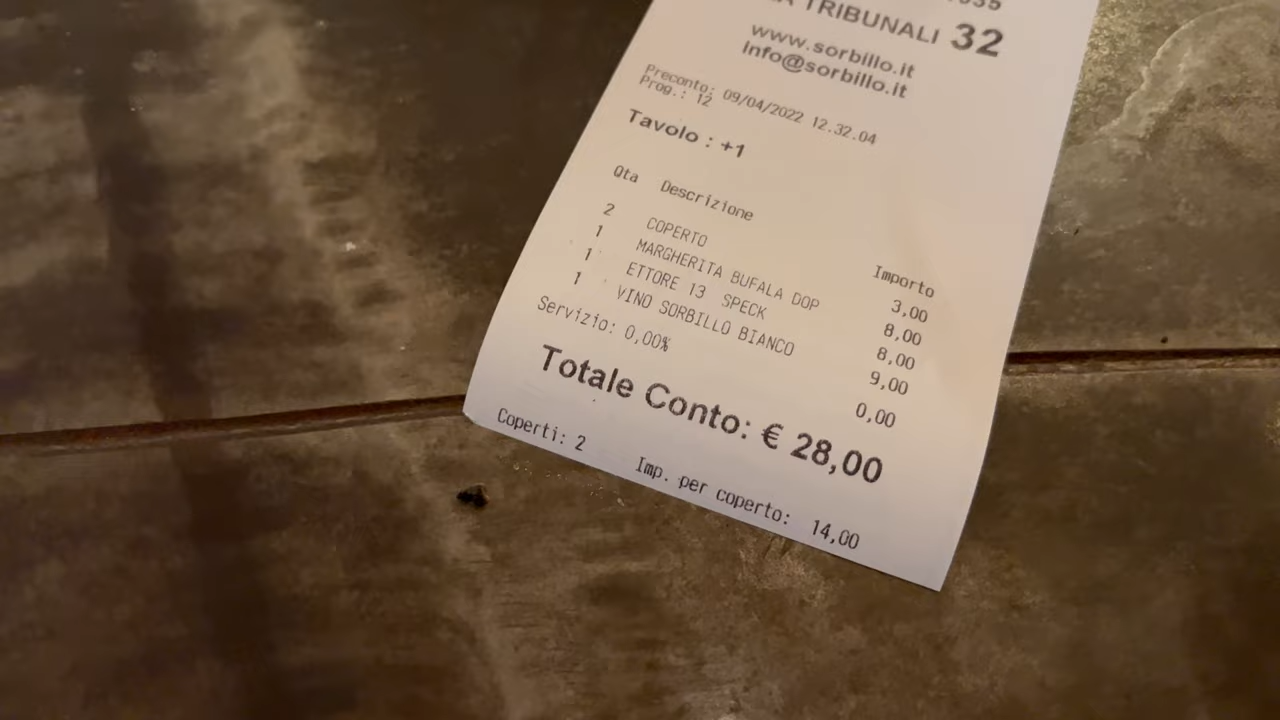 TRIBUNALI 32
www.sorbillo.it
Info@sorbillo.it
Preconto: 09/04/2022 12.32.04
Prog.: 12
Tavolo : +1
Qta Descrizione Importo
2 COPERTO 3,00
1 MARGHERITA BUFALA DOP 8,00
1 ETTORE 13 SPECK 8,00
1 VINO SORBILLO BIANCO 9,00
Servizio: 0,00% 0,00
Totale Conto: € 28,00
Coperti: 2 Imp. per coperto: 14,00